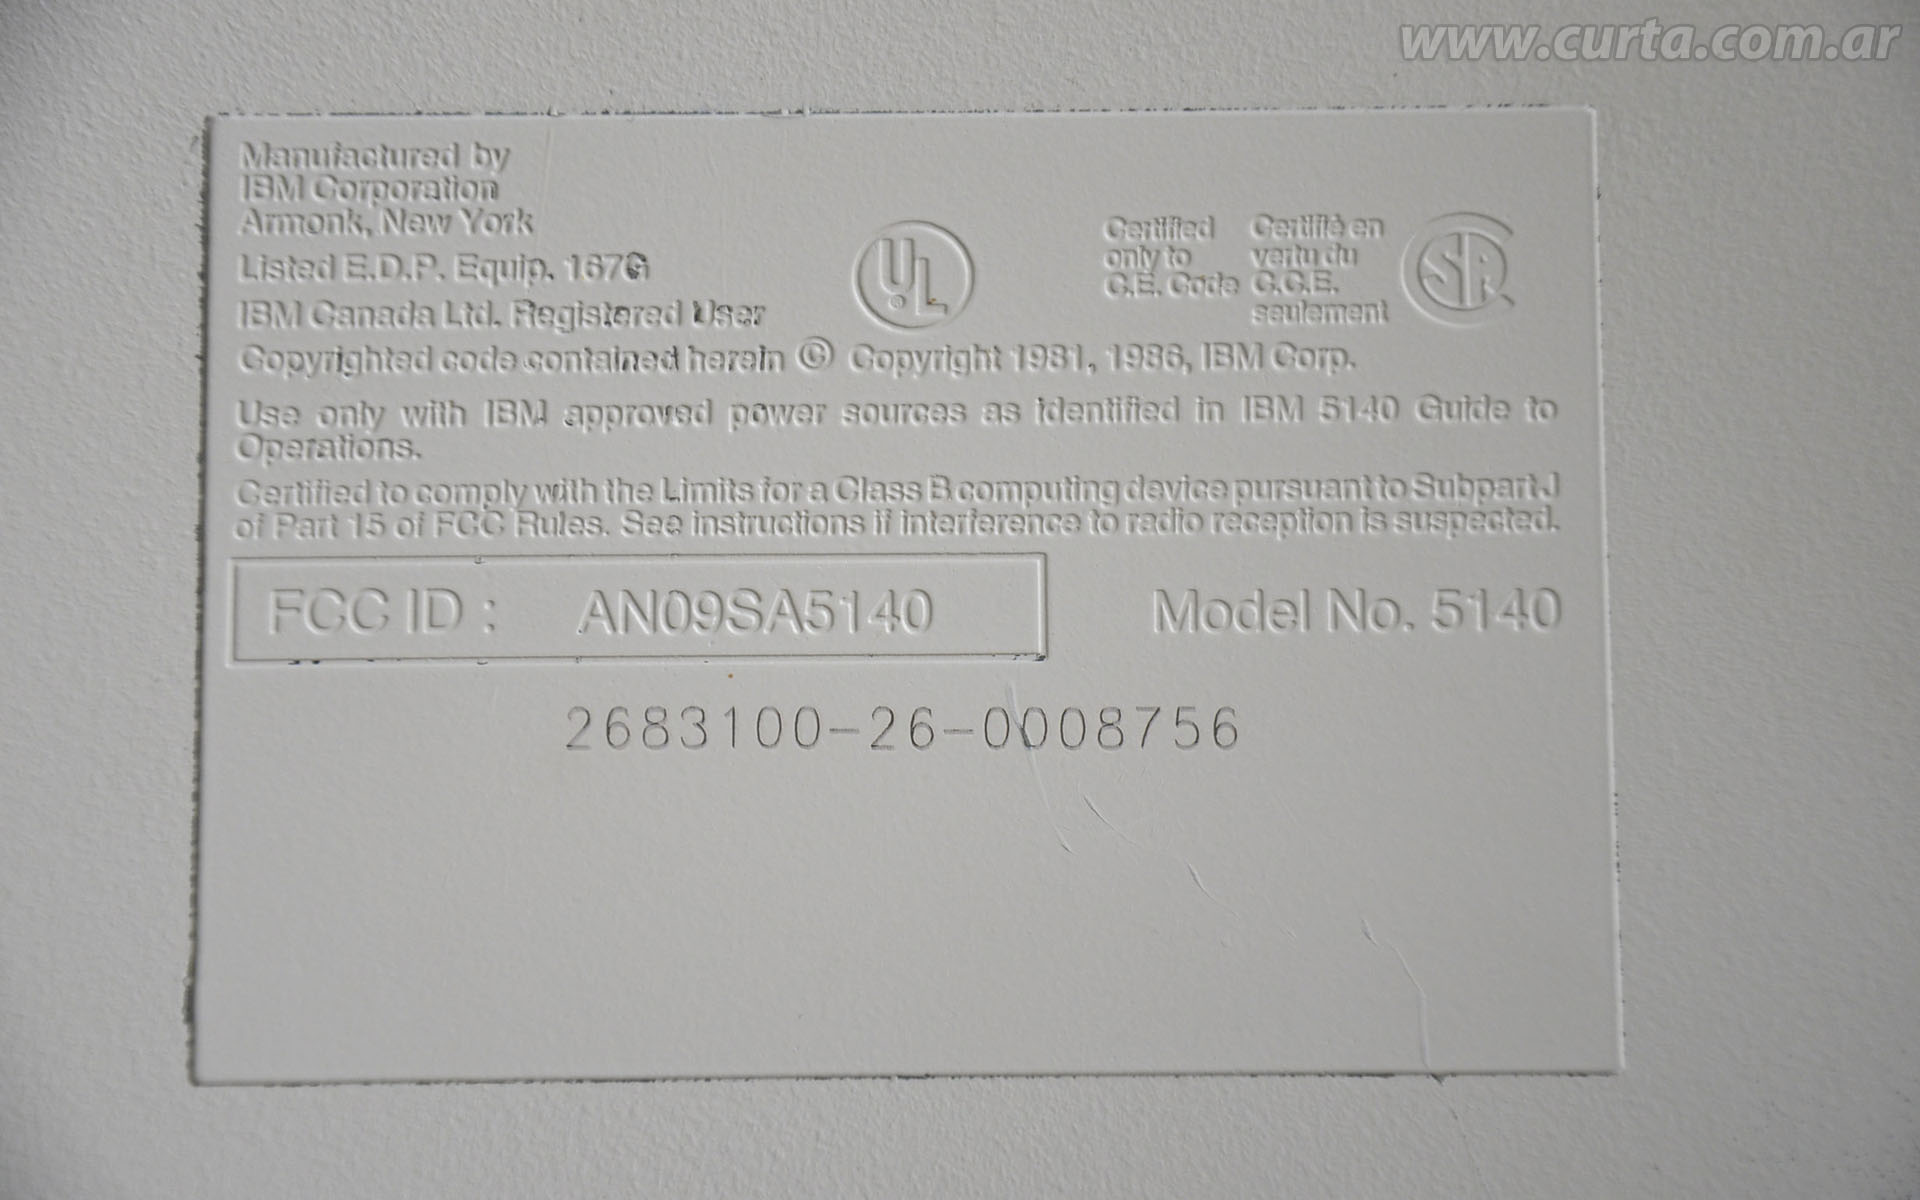 www.curta.com.ar
Manufactured by
IBM Corporation
Armonk, New York
Listed E.D.P. Equip. 167G
IBM Canada Ltd. Registered User
UL
Certified
only to
C.E. Code
Certifié en
vertu du
C.C.E.
seulement
SA
Copyrighted code contained herein © Copyright 1981, 1986, IBM Corp.
Use only with IBM approved power sources as identified in IBM 5140 Guide to
Operations.
Certified to comply with the Limits for a Class B computing device pursuant to Subpart J
of Part 15 of FCC Rules. See instructions if interference to radio reception is suspected.
FCC ID : AN09SA5140
Model No. 5140
2683100-26-0008756